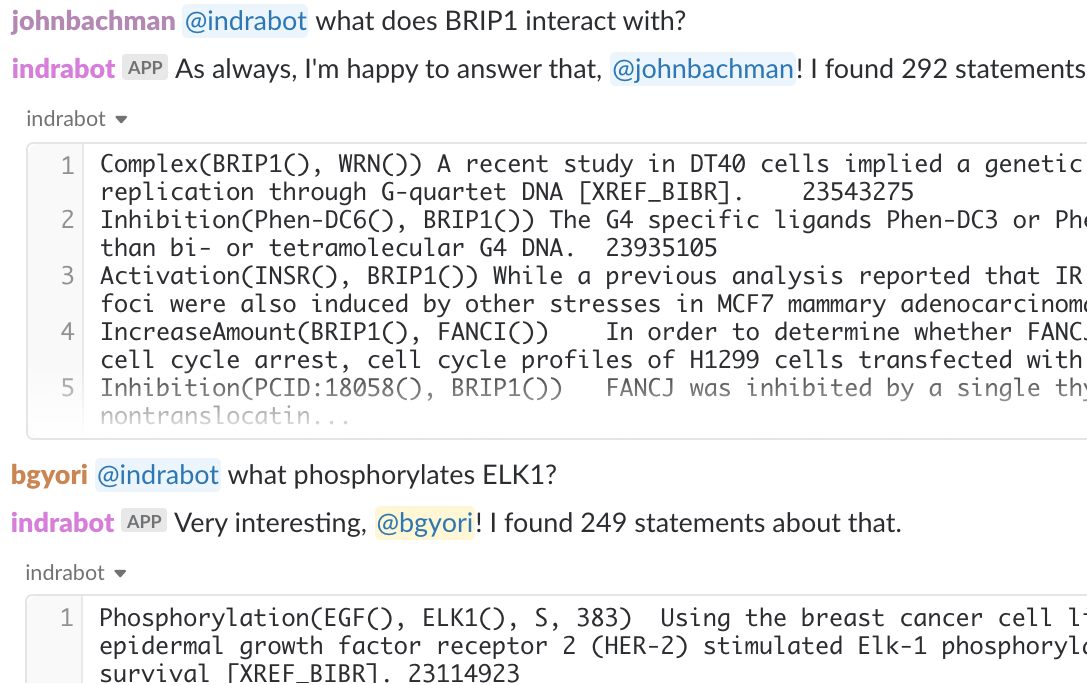 johnbachman @indrabot what does BRIP1 interact with?
indrabot APP As always, I'm happy to answer that, @johnbachman! I found 292 statements
indrabot
1 Complex(BRIP1(), WRN()) A recent study in DT40 cells implied a genetic
replication through G-quartet DNA [XREF_BIBR]. 23543275
2 Inhibition(Phen-DC6(), BRIP1()) The G4 specific ligands Phen-DC3 or
than bi- or tetramolecular G4 DNA. 23935105
3 Activation(INSR(), BRIP1()) While a previous analysis reported that IR
foci were also induced by other stresses in MCF7 mammary
4 IncreaseAmount(BRIP1(), FANCI()) In order to determine whether
cell cycle arrest, cell cycle profiles of H1299 cells transfected with
5 Inhibition(PCID:18058(), BRIP1()) FANCJ was inhibited by a single
nontranslocatin...
bgyori @indrabot what phosphorylates ELK1?
indrabot APP Very interesting, @bgyori! I found 249 statements about that.
indrabot
1 Phosphorylation(EGF(), ELK1(), S, 383) Using the breast cancer cell
epidermal growth factor receptor 2 (HER-2) stimulated Elk-1
survival [XREF_BIBR]. 23114923